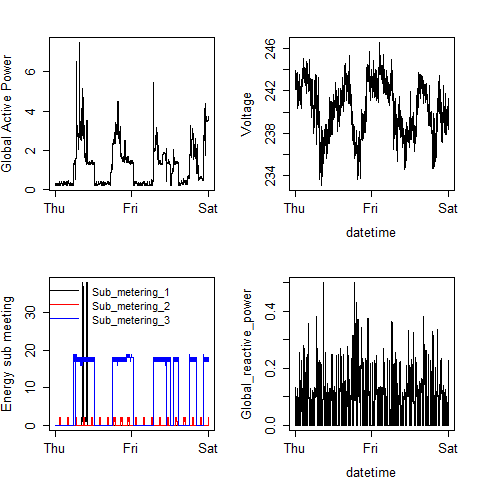 Global Active Power
0 2 4 6
Thu Fri Sat
Voltage
234 238 242 246
Thu Fri Sat
datetime
Energy sub meeting
0 10 20 30
Sub_metering_1
Sub_metering_2
Sub_metering_3
Thu Fri Sat
Global_reactive_power
0.0 0.2 0.4
Thu Fri Sat
datetime